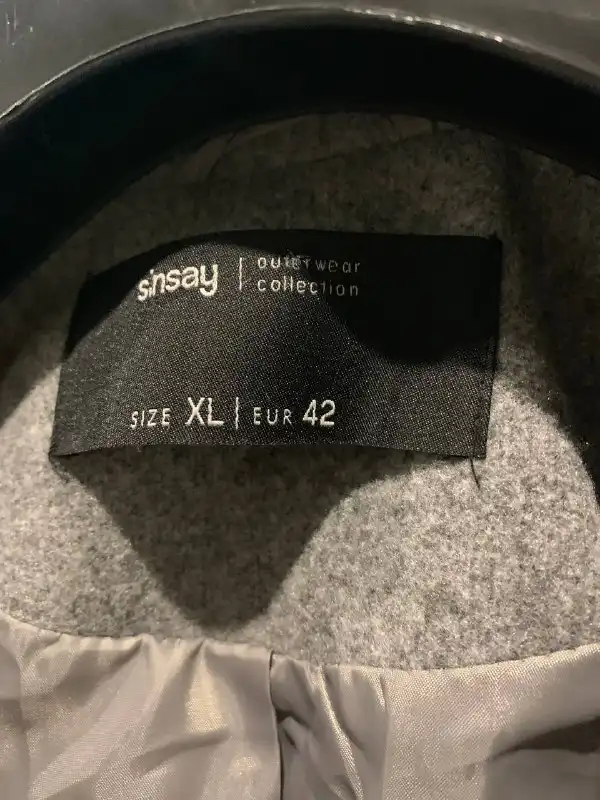 sinsay | outerwear
collection
SIZE XL | EUR 42